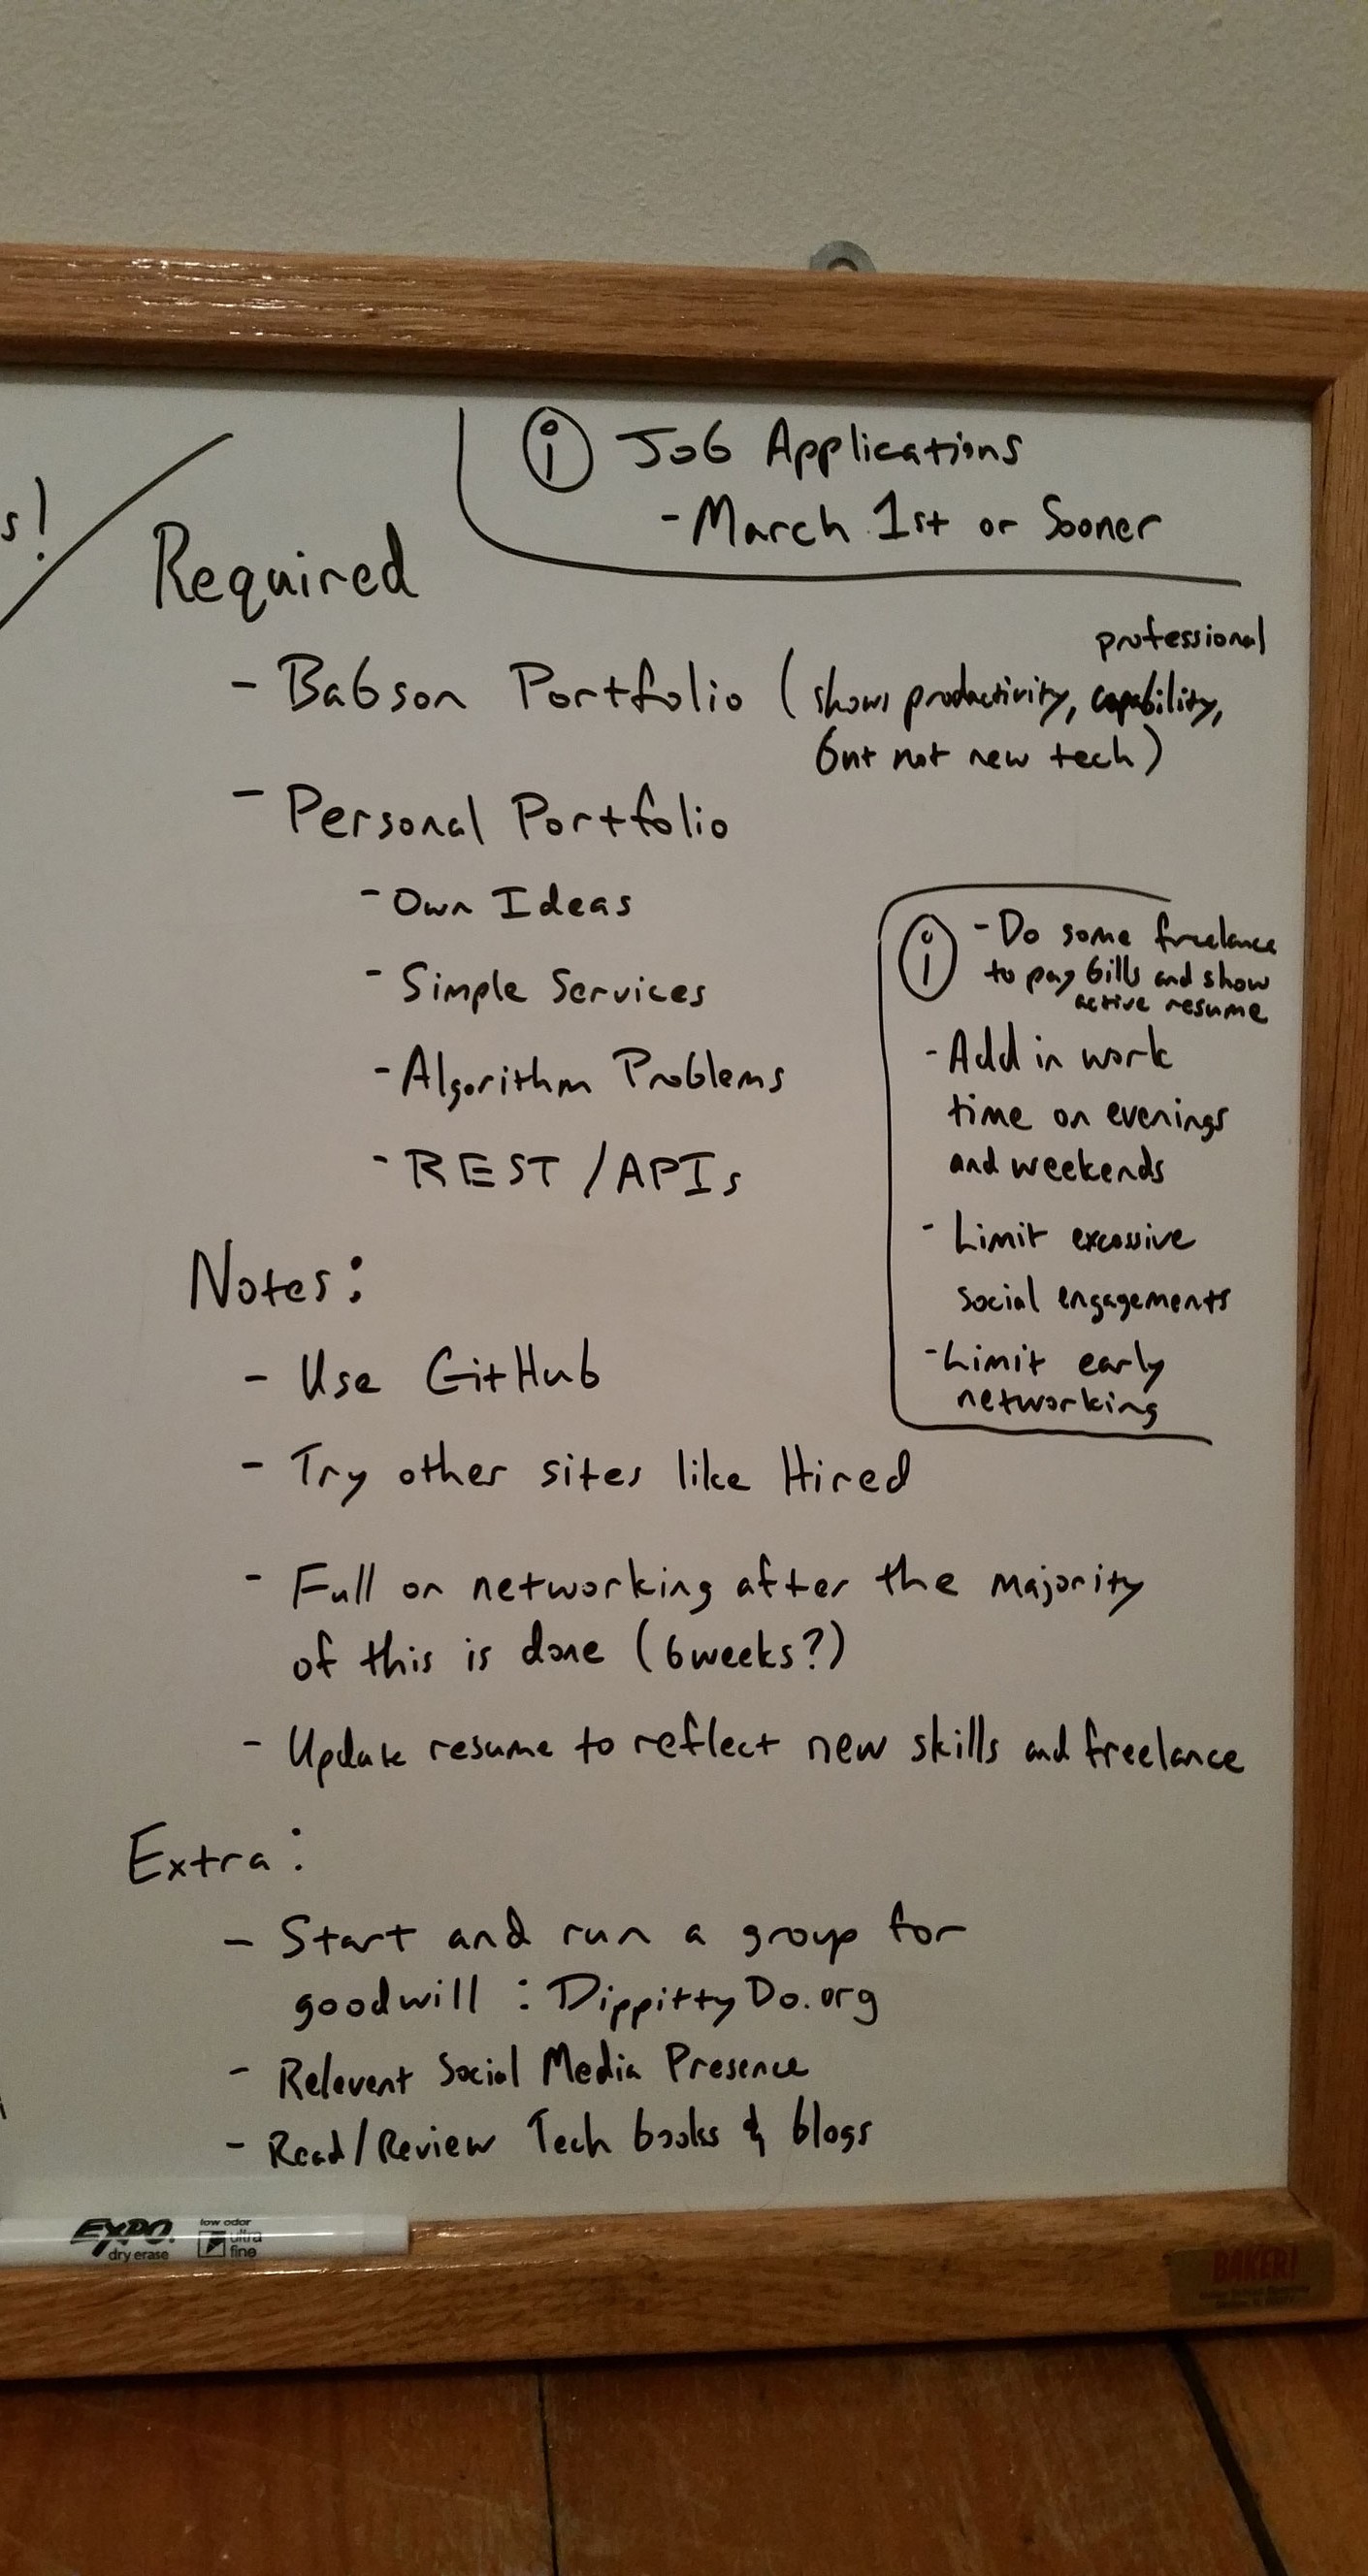 s!
i Job Applications
- March 1st or Sooner
Required
professional
- Babson Portfolio (shows productivity, capability,
but not new tech)
- Personal Portfolio
- Own Ideas
- Simple Services
- Algorithm Problems
- REST / APIs
i - Do some freelance
to pay bills and show
active resume
- Add in work
time on evenings
and weekends
- Limit excessive
social engagements
- Limit early
networking
Notes:
- Use GitHub
- Try other sites like Hired
- Full on networking after the majority
of this is done (6 weeks?)
- Update resume to reflect new skills and freelance
Extra:
- Start and run a group for
goodwill : DippittyDo.org
- Relevent Social Media Presence
- Read/Review Tech books & blogs
EXPO.
dry erase
low odor
ultra
fine
BAKER!